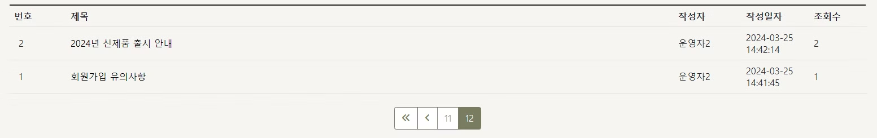 번호 제목 작성자 작성일자 조회수
2 2024년 신제품 출시 안내 운영자2 2024-03-25 14:42:14 2
1 회원가입 유의사항 운영자2 2024-03-25 14:41:45 1
« ‹ 11 12